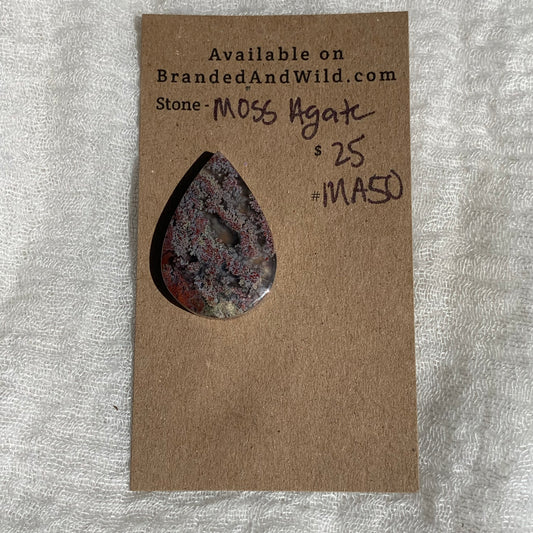 Available on
BrandedAndWild.com
Stone - Moss Agate
$ 25
# MA50